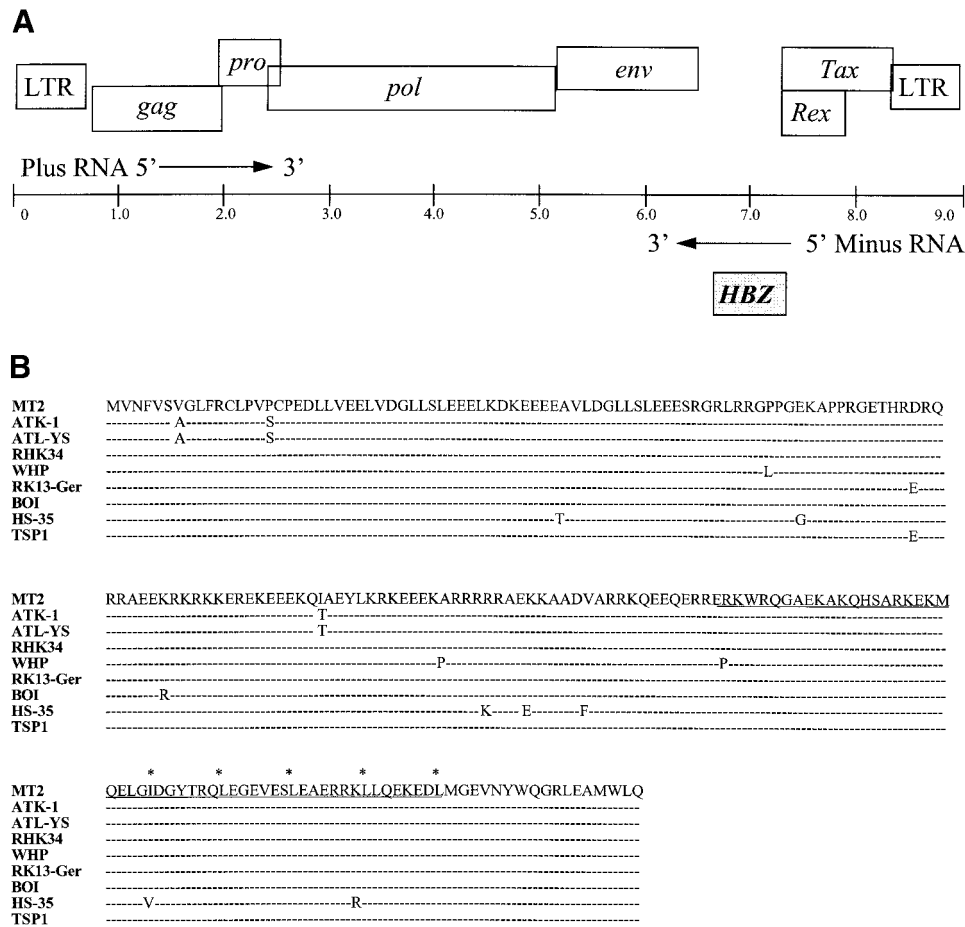 A
LTR gag pro pol env Tax Rex LTR
Plus RNA 5’ 3’
0 1.0 2.0 3.0 4.0 5.0 6.0 7.0 8.0 9.0
3’ 5’ Minus RNA
HBZ
B
MT2 MVNFVSVGLFRCLPVPCPEDLLVEELVDGLLSLEEELKDKEEEEAVLDGLLSLEEESRGRLRRGPPGEKAPPRGETHRDRQ
ATK-1 A S
ATL-YS A S
RHK34
WHP L
RK13-Ger E
BOI
HS-35 T G
TSP1 E
MT2 RRAEEKRKRKKEREKEEEKQIAEYLKRKEEEKARRRRRAEKKAADVARRKQEEQERRERKWRQGAEKAKQHSARKEKM
ATK-1 T
ATL-YS T
RHK34
WHP P P
RK13-Ger
BOI R
HS-35 K E F
TSP1
* * * * *
MT2 QELGIDGYTRQLEGEVESLEAERRKLLQEKEDLMGEVNYWQGRLEAMWLQ
ATK-1
ATL-YS
RHK34
WHP
RK13-Ger
BOI
HS-35 V R
TSP1